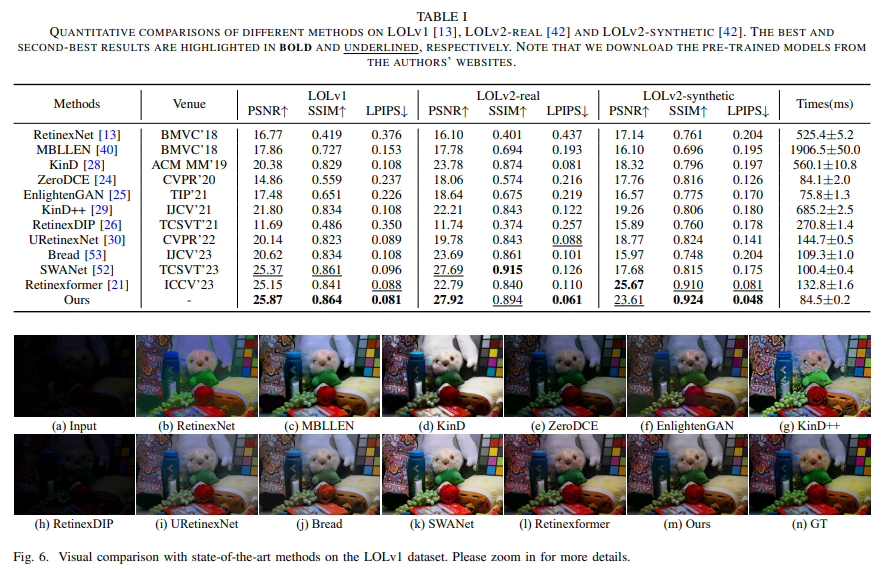 TABLE I
QUANTITATIVE COMPARISONS OF DIFFERENT METHODS ON LOLV1 [13], LOLV2-REAL [42] AND LOLV2-SYNTHETIC [42]. THE BEST AND
SECOND-BEST RESULTS ARE HIGHLIGHTED IN BOLD AND UNDERLINED, RESPECTIVELY. NOTE THAT WE DOWNLOAD THE PRE-TRAINED MODELS FROM
THE AUTHORS' WEBSITES.
Methods Venue LOLv1 LOLv2-real LOLv2-synthetic Times(ms)
PSNR↑ SSIM↑ LPIPS↓ PSNR↑ SSIM↑ LPIPS↓ PSNR↑ SSIM↑ LPIPS↓
RetinexNet [13] BMVC'18 16.77 0.419 0.376 16.10 0.401 0.437 17.14 0.761 0.204 525.4±5.2
MBLLEN [40] BMVC'18 17.86 0.727 0.153 17.78 0.694 0.193 16.10 0.696 0.195 1906.5±50.0
KinD [28] ACM MM'19 20.38 0.829 0.108 23.78 0.874 0.081 18.32 0.796 0.197 560.1±10.8
ZeroDCE [24] CVPR'20 14.86 0.559 0.237 18.06 0.574 0.216 17.76 0.816 0.126 84.1±2.0
EnlightenGAN [25] TIP'21 17.48 0.651 0.226 18.64 0.675 0.219 16.57 0.775 0.170 75.8±1.3
KinD++ [29] IJCV'21 21.80 0.834 0.108 22.21 0.843 0.122 19.26 0.806 0.180 685.2±2.5
RetinexDIP [26] TCSVT'21 11.69 0.486 0.350 11.74 0.374 0.257 15.89 0.760 0.178 270.8±1.4
URetinexNet [30] CVPR'22 20.14 0.823 0.089 19.78 0.843 0.088 18.77 0.824 0.141 144.7±0.5
Bread [53] IJCV'23 20.62 0.834 0.108 23.69 0.861 0.101 15.97 0.748 0.204 109.3±1.0
SWANet [52] TCSVT'23 25.37 0.861 0.096 27.69 0.915 0.126 17.68 0.815 0.175 100.4±0.4
Retinexformer [21] ICCV'23 25.15 0.841 0.088 22.79 0.840 0.110 25.67 0.910 0.081 132.8±1.6
Ours - 25.87 0.864 0.081 27.92 0.894 0.061 23.61 0.924 0.048 84.5±0.2
(a) Input (b) RetinexNet (c) MBLLEN (d) KinD (e) ZeroDCE (f) EnlightenGAN (g) KinD++
(h) RetinexDIP (i) URetinexNet (j) Bread (k) SWANet (l) Retinexformer (m) Ours (n) GT
Fig. 6. Visual comparison with state-of-the-art methods on the LOLv1 dataset. Please zoom in for more details.